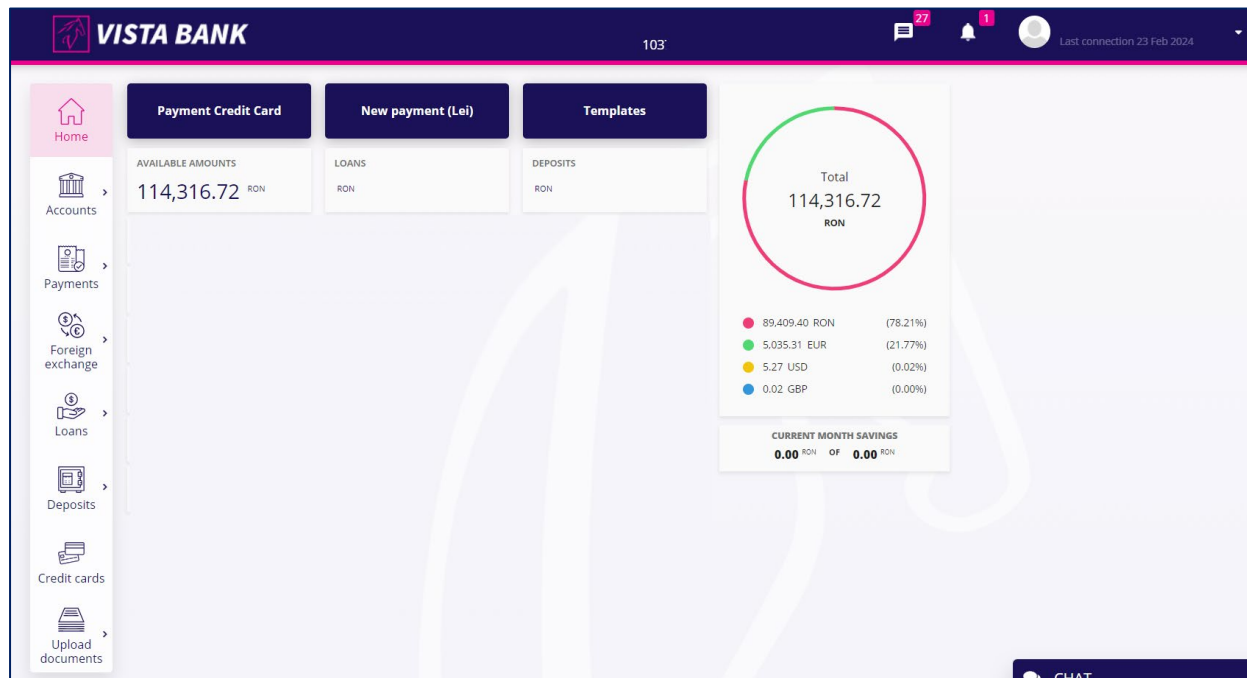 VISTA BANK
103
27
1
Last connection 23 Feb 2024
Home
Accounts
Payments
Foreign
exchange
Loans
Deposits
Credit cards
Upload
documents
Payment Credit Card
New payment (Lei)
Templates
AVAILABLE AMOUNTS
114,316.72 RON
LOANS
RON
DEPOSITS
RON
Total
114,316.72
RON
89,409.40 RON (78.21%)
5,035.31 EUR (21.77%)
5.27 USD (0.02%)
0.02 GBP (0.00%)
CURRENT MONTH SAVINGS
0.00 RON OF 0.00 RON
CHAT